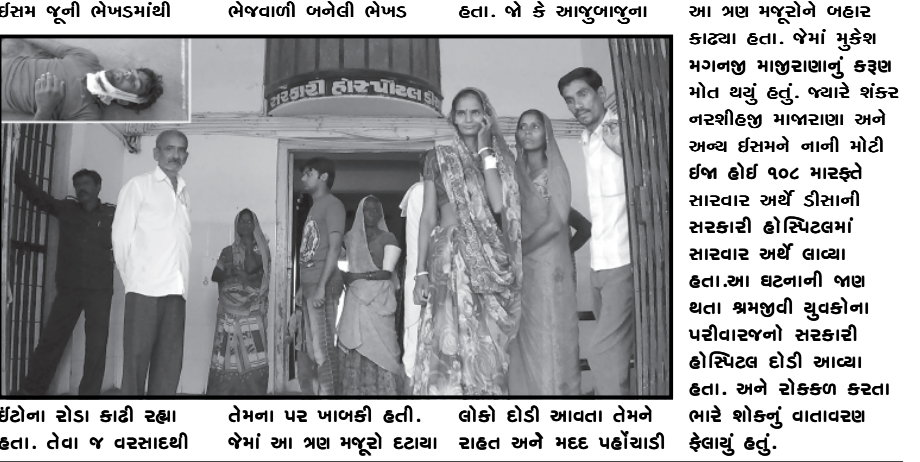 ઈસમ જૂની ભેખડમાંથી
ઈંટોના રોડા કાઢી રહ્યા
હતા. તેવા જ વરસાદથી
ભેજવાળી બનેલી ભેખડ
તેમના પર ખાબકી હતી.
જેમાં આ ત્રણ મજૂરો દટાયા
હતા. જો કે આજુબાજુના
લોકો દોડી આવતા તેમને
રાહત અને મદદ પહોંચાડી
આ ત્રણ મજૂરોને બહાર
કાઢ્યા હતા. જેમાં મુકેશ
મગનજી માજીરાણાનું કરૂણ
મોત થયું હતું. જ્યારે શંકર
નરશીહજી માજારાણા અને
અન્ય ઈસમને નાની મોટી
ઈજા હોઈ ૧૦૮ મારફતે
સારવાર અર્થે ડીસાની
સરકારી હોસ્પિટલમાં
સારવાર અર્થે લાવ્યા
હતા.આ ઘટનાની જાણ
થતા શ્રમજીવી યુવકોના
પરીવારજનો સરકારી
હોસ્પિટલ દોડી આવ્યા
હતા. અને રોક્કળ કરતા
ભારે શોકનું વાતાવરણ
ફેલાયું હતું.
સરકારી હોસ્પીટલ